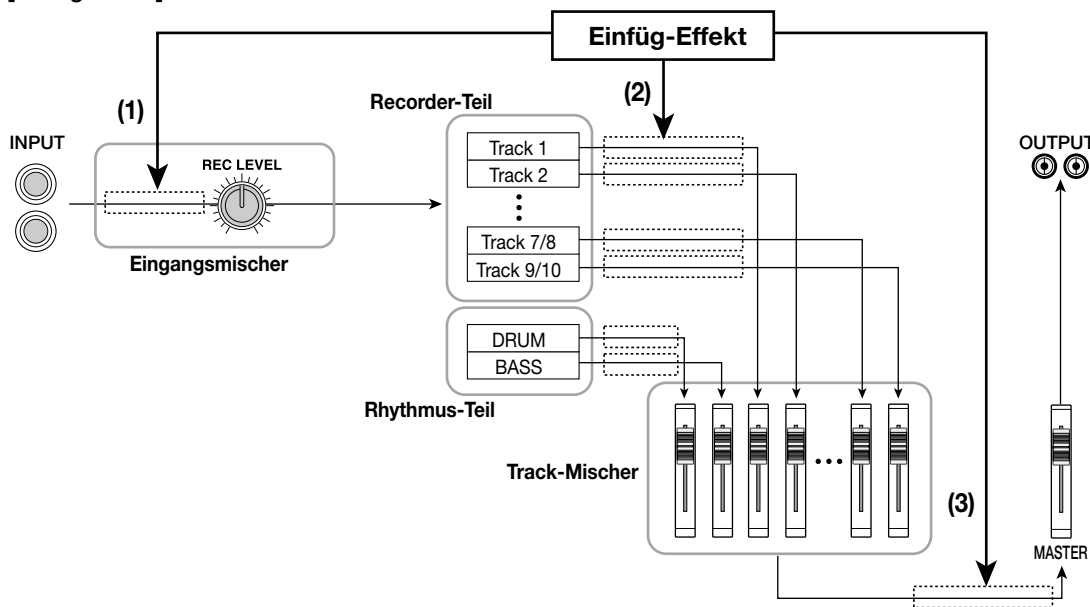 Einfüg-Effekt
(1)
(2)
Recorder-Teil
INPUT
OUTPUT
REC LEVEL
Track 1
Track 2
Track 7/8
Track 9/10
Eingangsmischer
DRUM
BASS
Rhythmus-Teil
Track-Mischer
(3)
MASTER